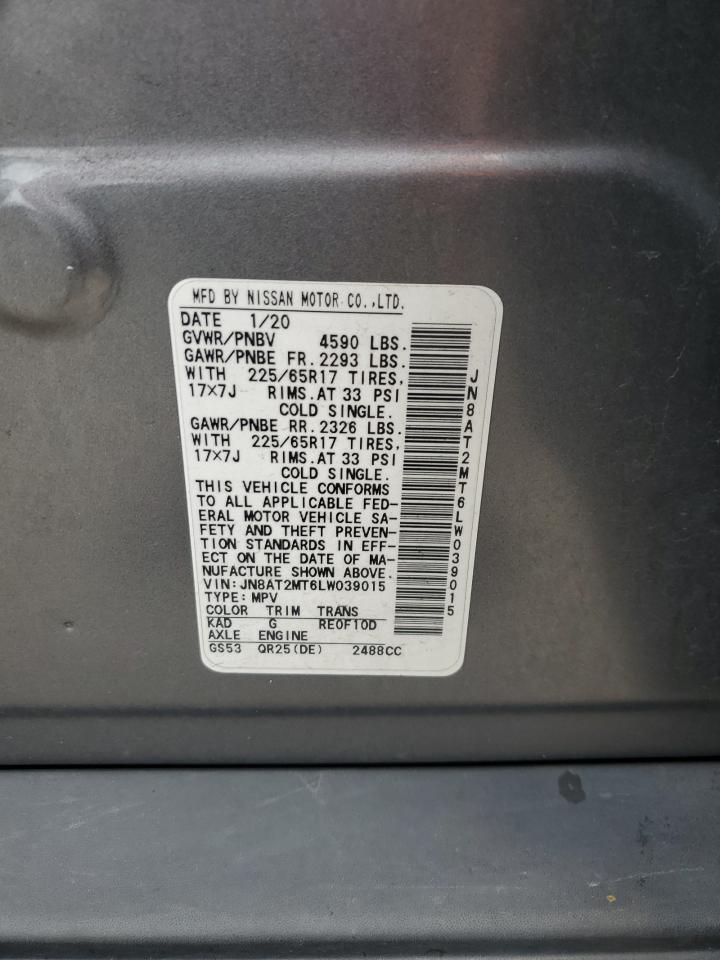 MFD BY NISSAN MOTOR CO.,LTD.
DATE 1/20
GVWR/PNBV 4590 LBS.
GAWR/PNBE FR.2293 LBS.
WITH 225/65R17 TIRES,
17×7J RIMS.AT 33 PSI
COLD SINGLE.
GAWR/PNBE RR.2326 LBS.
WITH 225/65R17 TIRES,
17×7J RIMS.AT 33 PSI
COLD SINGLE.
THIS VEHICLE CONFORMS
TO ALL APPLICABLE FED-
ERAL MOTOR VEHICLE SA-
FETY AND THEFT PREVEN-
TION STANDARDS IN EFF-
ECT ON THE DATE OF MA-
NUFACTURE SHOWN ABOVE.
VIN:JN8AT2MT6LW039015
TYPE:MPV
COLOR TRIM TRANS
KAD G RE0F10D
AXLE ENGINE
GS53 QR25(DE) 2488CC
JN8AT2MT6LW039015